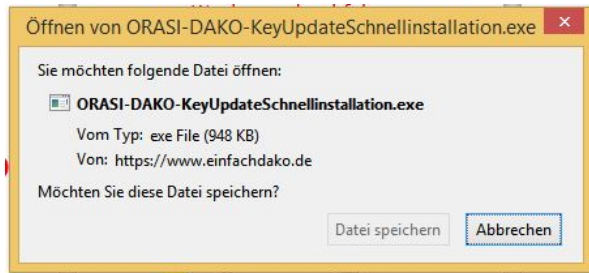 Öffnen von ORASI-DAKO-KeyUpdateSchnellinstallation.exe
Sie möchten folgende Datei öffnen:
ORASI-DAKO-KeyUpdateSchnellinstallation.exe
Vom Typ: exe File (948 KB)
Von: https://www.einfachdako.de
Möchten Sie diese Datei speichern?
Datei speichern Abbrechen